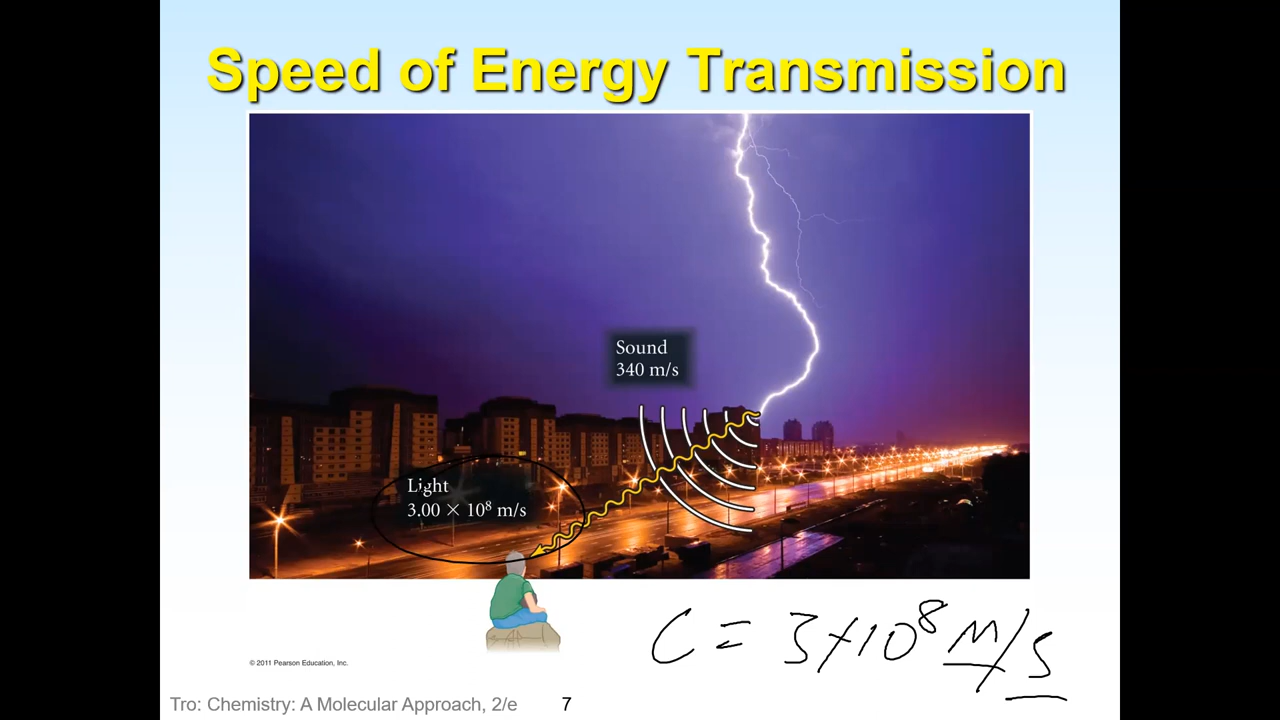 Speed of Energy Transmission
Sound
340 m/s
Light
3.00 × 10⁸ m/s
C = 3×10⁸ m/s
© 2011 Pearson Education, Inc.
Tro: Chemistry: A Molecular Approach, 2/e 7